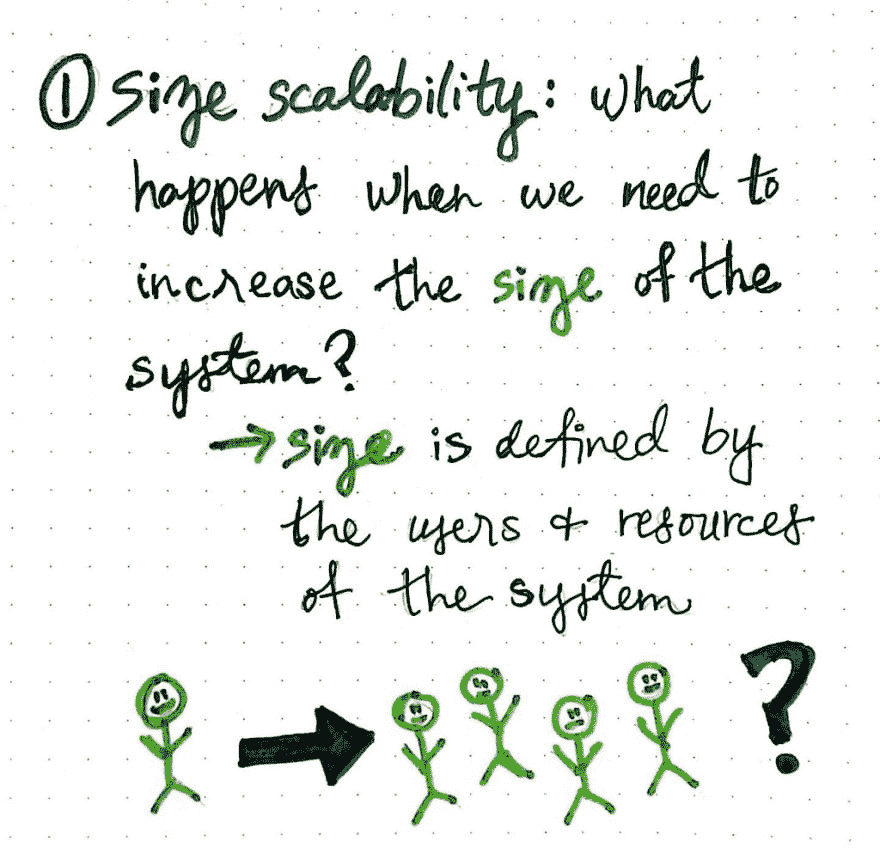 ① Size scalability: what
happens when we need to
increase the size of the
system?
→ size is defined by
the users & resources
of the system
?